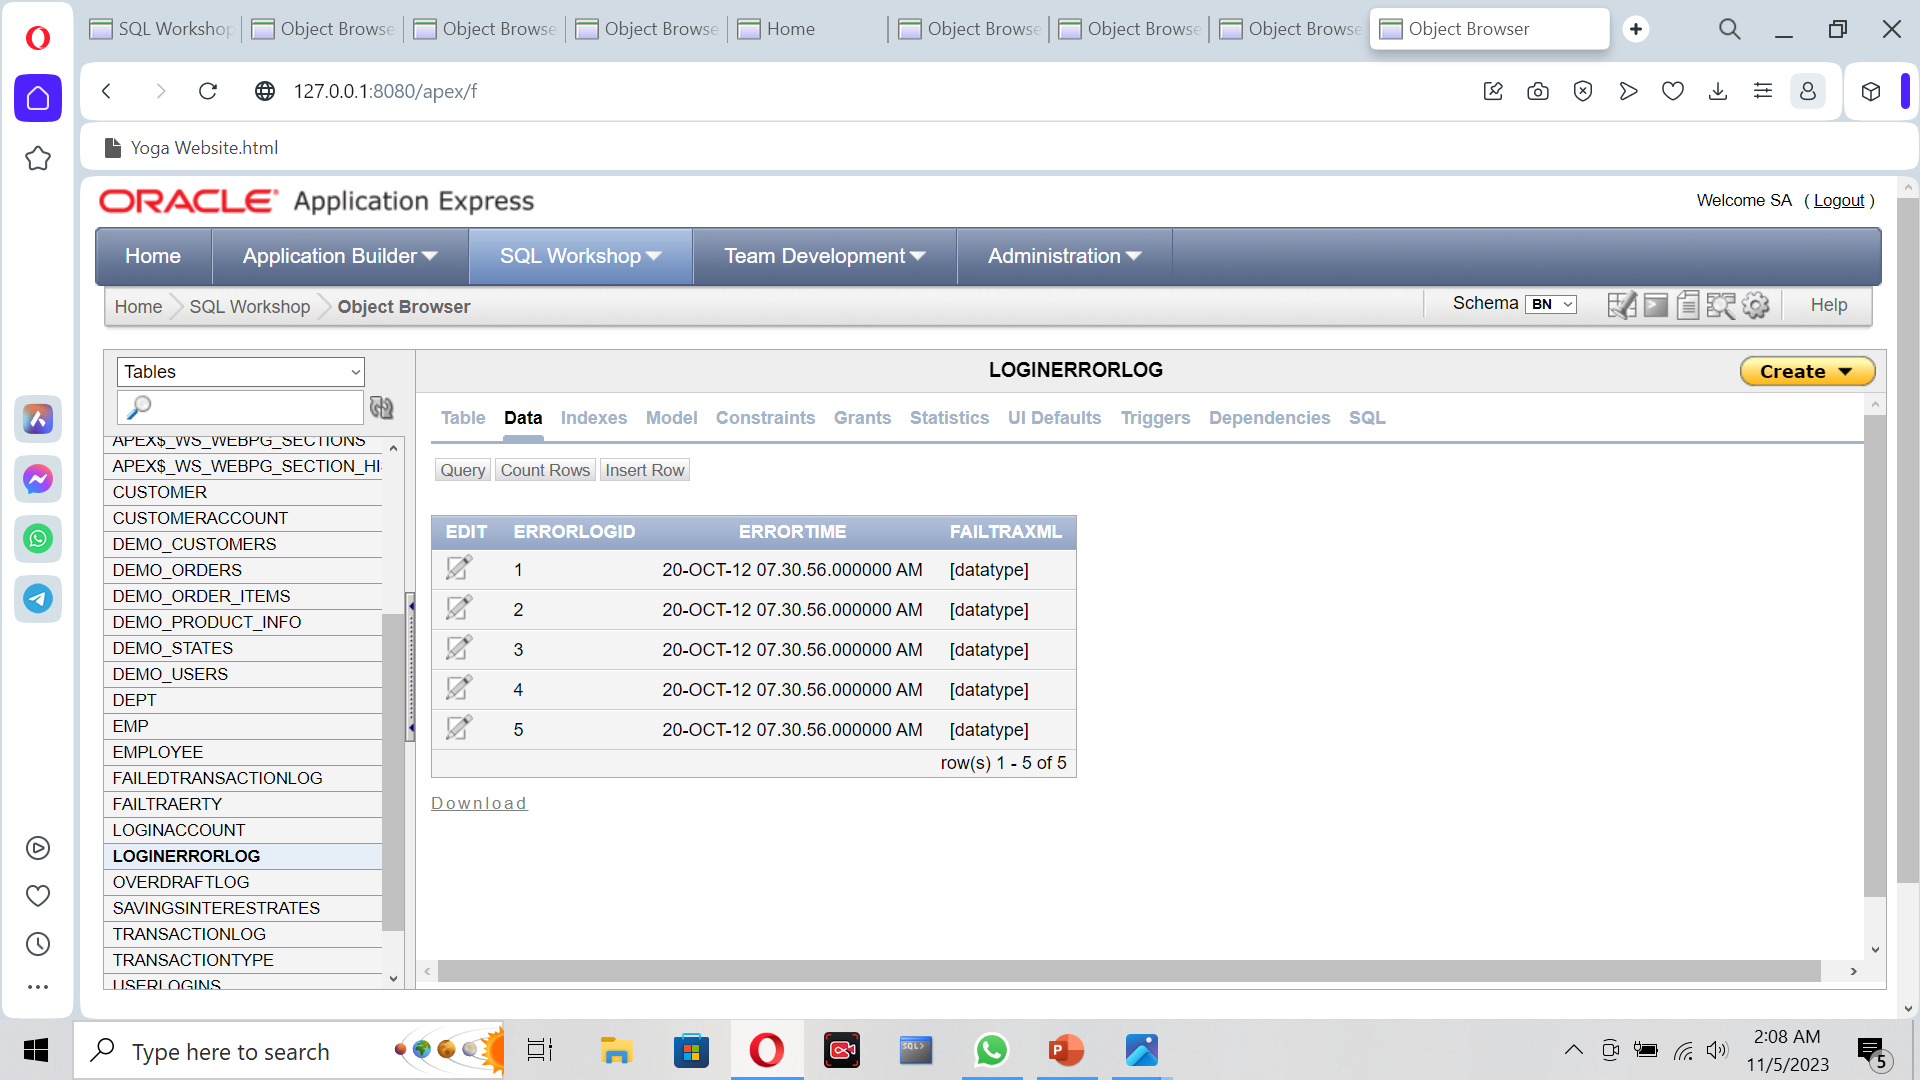 SQL Workshop
Object Browse
Object Browse
Object Browse
Home
Object Browse
Object Browse
Object Browse
Object Browser
127.0.0.1:8080/apex/f
Yoga Website.html
ORACLE Application Express
Welcome SA ( Logout )
Home
Application Builder
SQL Workshop
Team Development
Administration
Home
SQL Workshop
Object Browser
Schema BN
Help
Tables
APEX$_WS_WEBPG_SECTIONS
APEX$_WS_WEBPG_SECTION_HI
CUSTOMER
CUSTOMERACCOUNT
DEMO_CUSTOMERS
DEMO_ORDERS
DEMO_ORDER_ITEMS
DEMO_PRODUCT_INFO
DEMO_STATES
DEMO_USERS
DEPT
EMP
EMPLOYEE
FAILEDTRANSACTIONLOG
FAILTRAERTY
LOGINACCOUNT
LOGINERRORLOG
OVERDRAFTLOG
SAVINGSINTERESTRATES
TRANSACTIONLOG
TRANSACTIONTYPE
USERLOGINS
LOGINERRORLOG
Create
Table Data Indexes Model Constraints Grants Statistics UI Defaults Triggers Dependencies SQL
Query Count Rows Insert Row
EDIT ERRORLOGID ERRORTIME FAILTRAXML
1 20-OCT-12 07.30.56.000000 AM [datatype]
2 20-OCT-12 07.30.56.000000 AM [datatype]
3 20-OCT-12 07.30.56.000000 AM [datatype]
4 20-OCT-12 07.30.56.000000 AM [datatype]
5 20-OCT-12 07.30.56.000000 AM [datatype]
row(s) 1 - 5 of 5
Download
Type here to search
SQL>
2:08 AM
11/5/2023
5